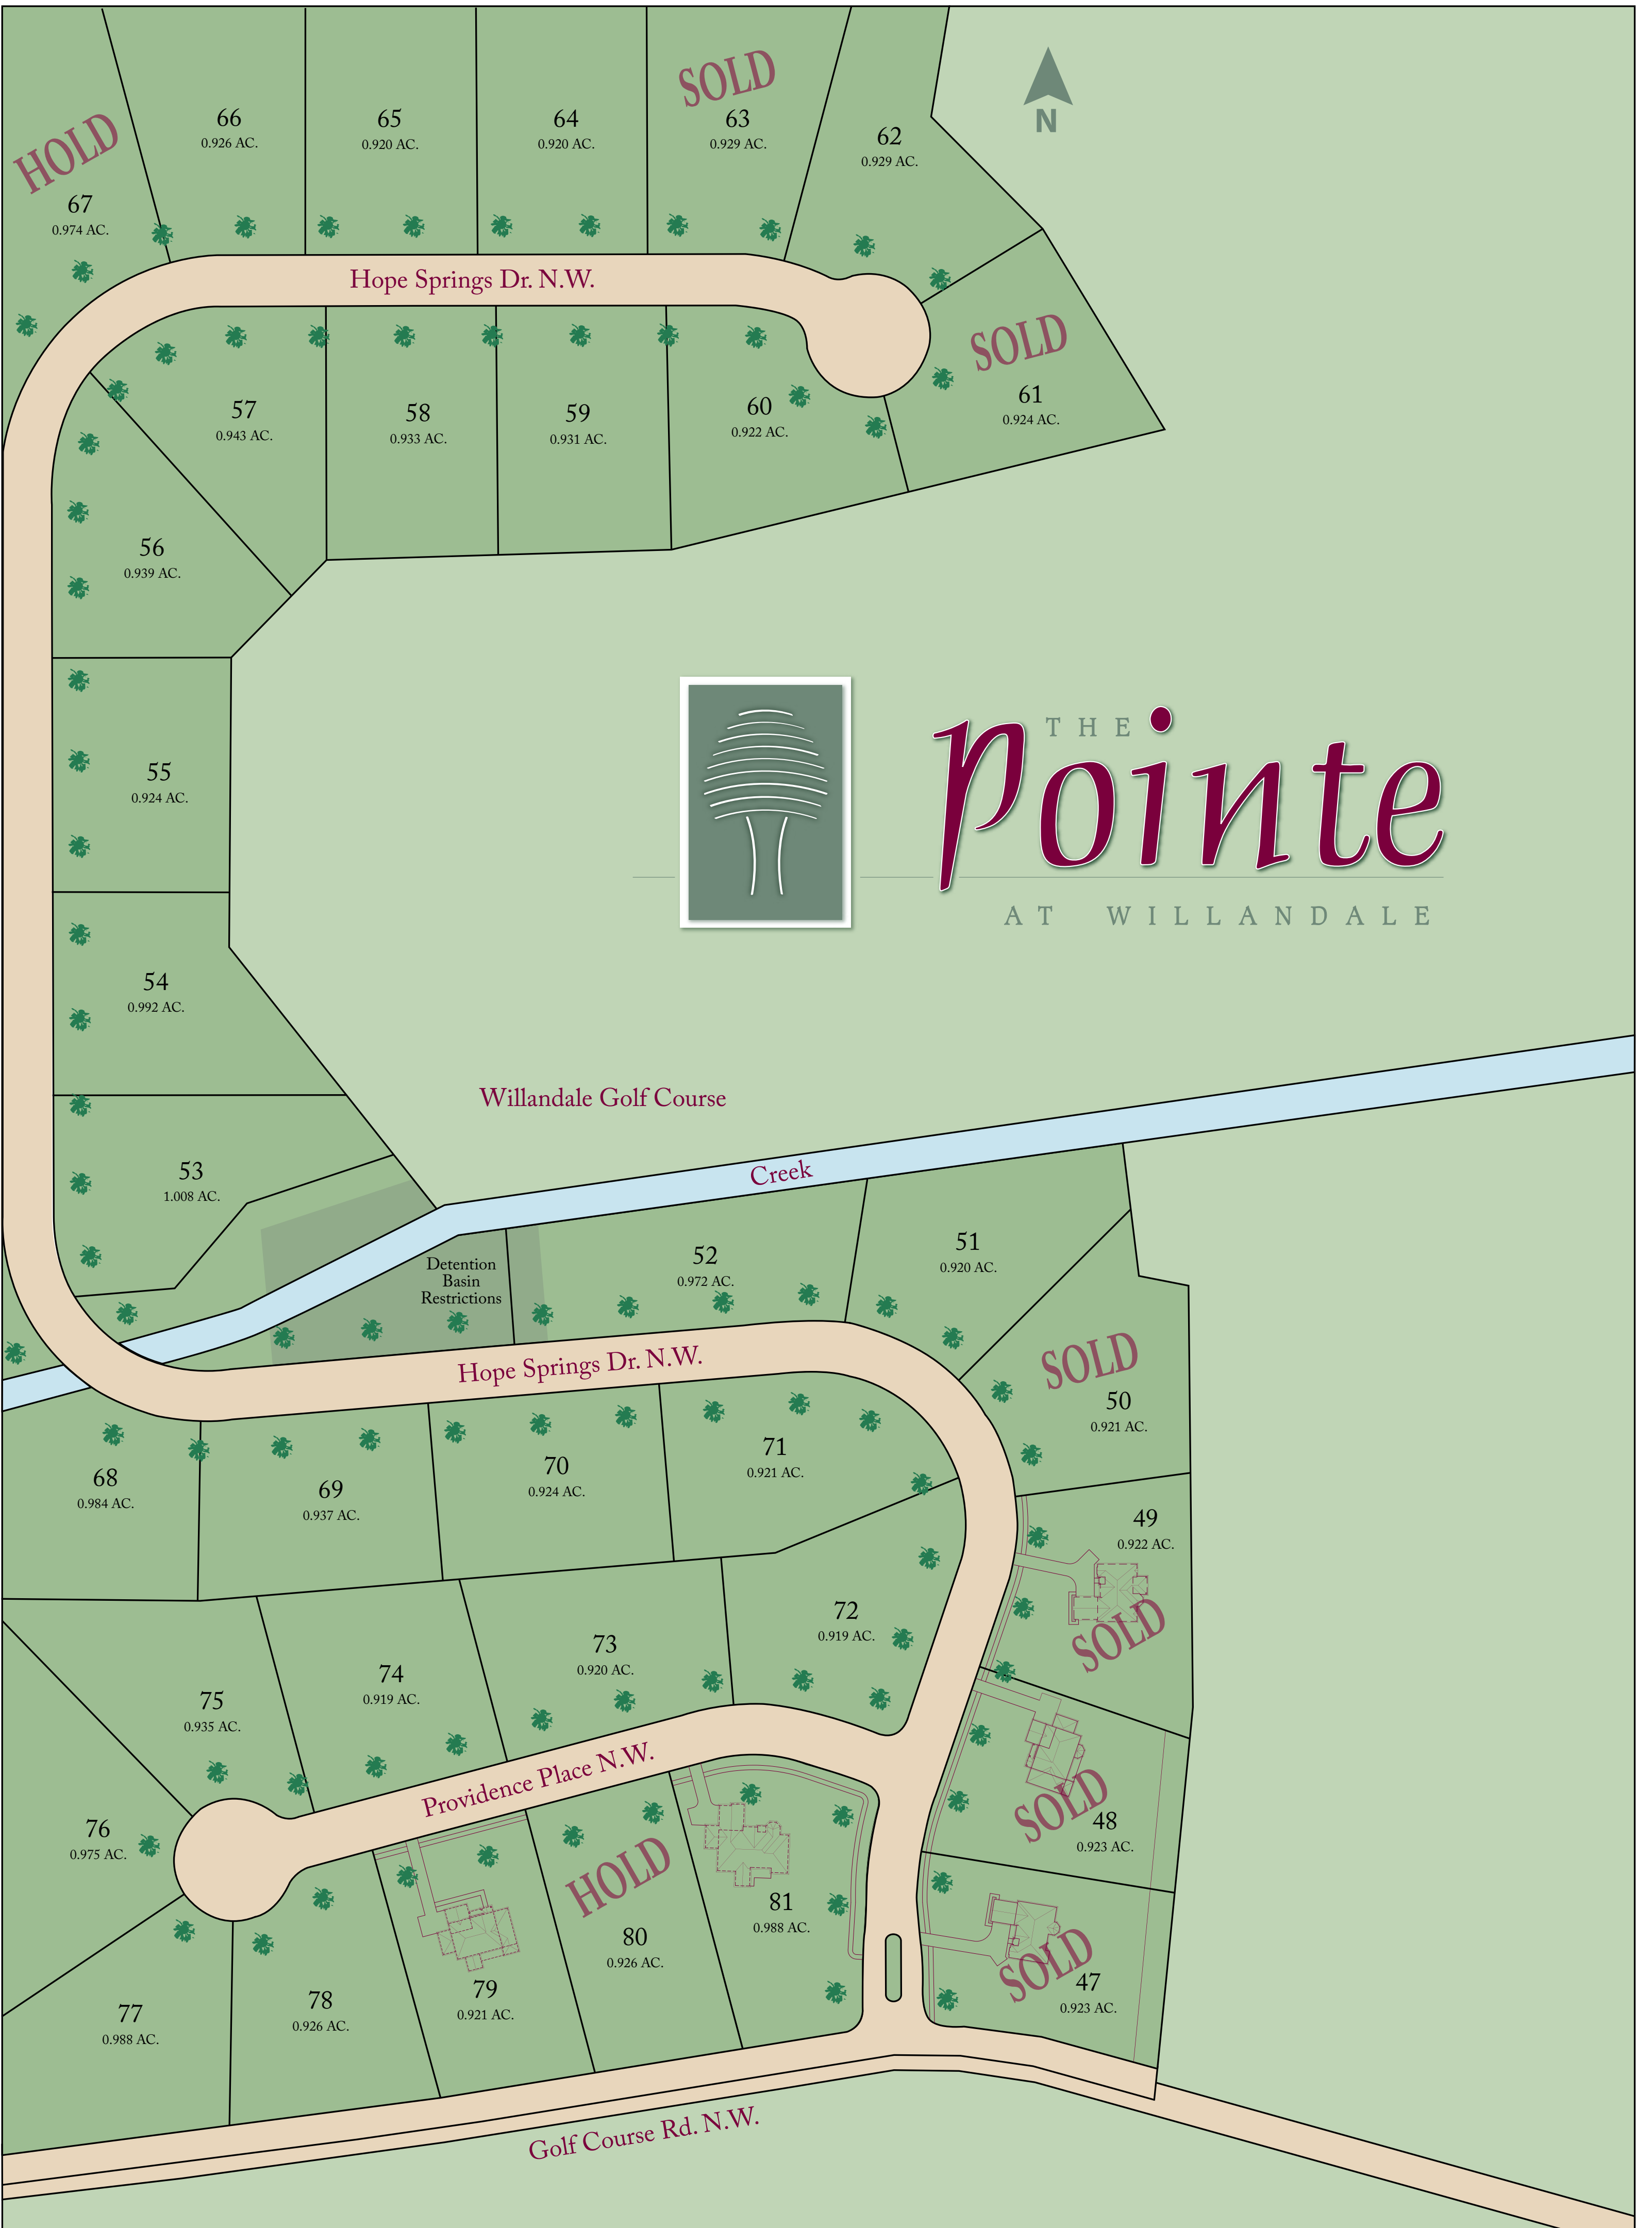 SOLD
66
0.926 AC.
65
0.920 AC.
64
0.920 AC.
63
0.929 AC.
62
0.929 AC.
N
HOLD
67
0.974 AC.
Hope Springs Dr. N.W.
57
0.943 AC.
58
0.933 AC.
59
0.931 AC.
60
0.922 AC.
SOLD
61
0.924 AC.
56
0.939 AC.
55
0.924 AC.
THE
Pointe
AT WILLANDALE
54
0.992 AC.
Willandale Golf Course
Creek
53
1.008 AC.
Detention
Basin
Restrictions
52
0.972 AC.
51
0.920 AC.
Hope Springs Dr. N.W.
SOLD
50
0.921 AC.
68
0.984 AC.
69
0.937 AC.
70
0.924 AC.
71
0.921 AC.
49
0.922 AC.
SOLD
72
0.919 AC.
73
0.920 AC.
74
0.919 AC.
75
0.935 AC.
Providence Place N.W.
SOLD
48
0.923 AC.
76
0.975 AC.
HOLD
80
0.926 AC.
81
0.988 AC.
SOLD
47
0.923 AC.
77
0.988 AC.
78
0.926 AC.
79
0.921 AC.
Golf Course Rd. N.W.